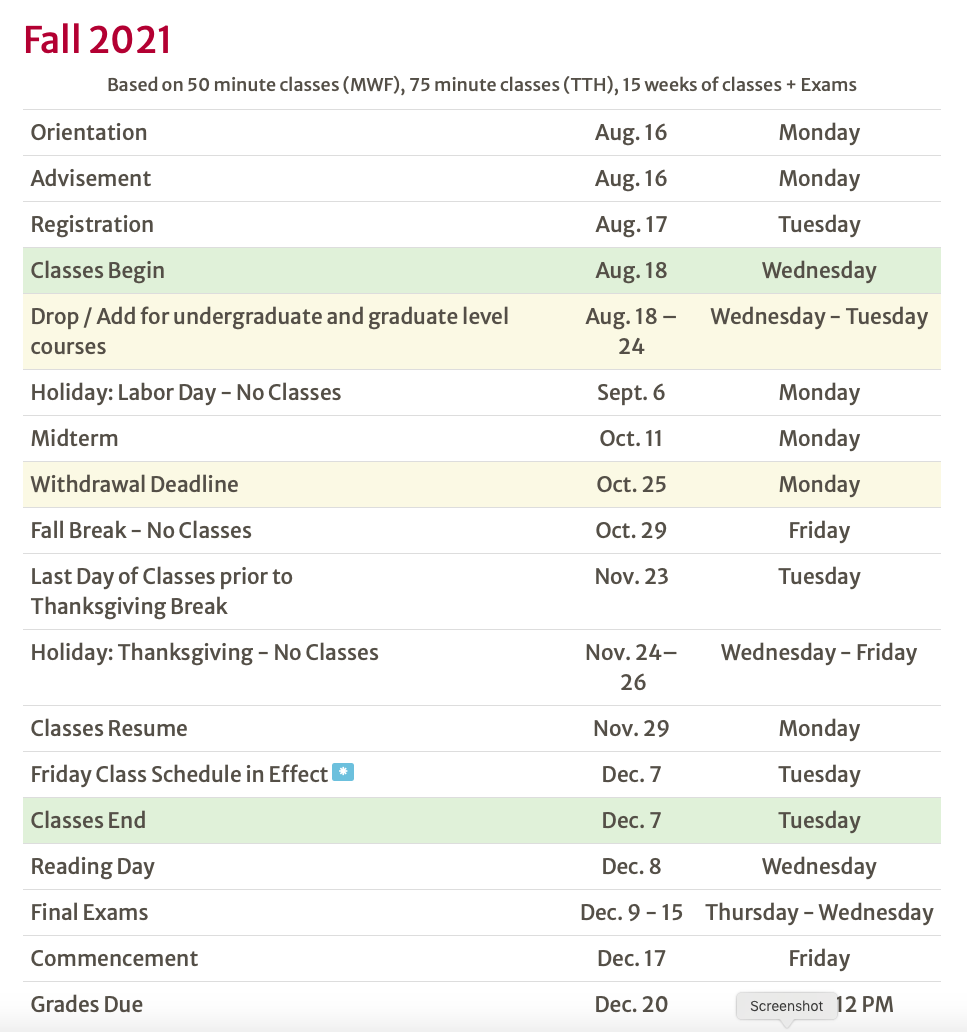 Fall 2021
Based on 50 minute classes (MWF), 75 minute classes (TTH), 15 weeks of classes + Exams
Orientation Aug. 16 Monday
Advisement Aug. 16 Monday
Registration Aug. 17 Tuesday
Classes Begin Aug. 18 Wednesday
Drop / Add for undergraduate and graduate level Aug. 18 – Wednesday – Tuesday
courses 24
Holiday: Labor Day – No Classes Sept. 6 Monday
Midterm Oct. 11 Monday
Withdrawal Deadline Oct. 25 Monday
Fall Break – No Classes Oct. 29 Friday
Last Day of Classes prior to Nov. 23 Tuesday
Thanksgiving Break
Holiday: Thanksgiving – No Classes Nov. 24– Wednesday – Friday
26
Classes Resume Nov. 29 Monday
Friday Class Schedule in Effect * Dec. 7 Tuesday
Classes End Dec. 7 Tuesday
Reading Day Dec. 8 Wednesday
Final Exams Dec. 9 – 15 Thursday – Wednesday
Commencement Dec. 17 Friday
Grades Due Dec. 20 12 PM
Screenshot